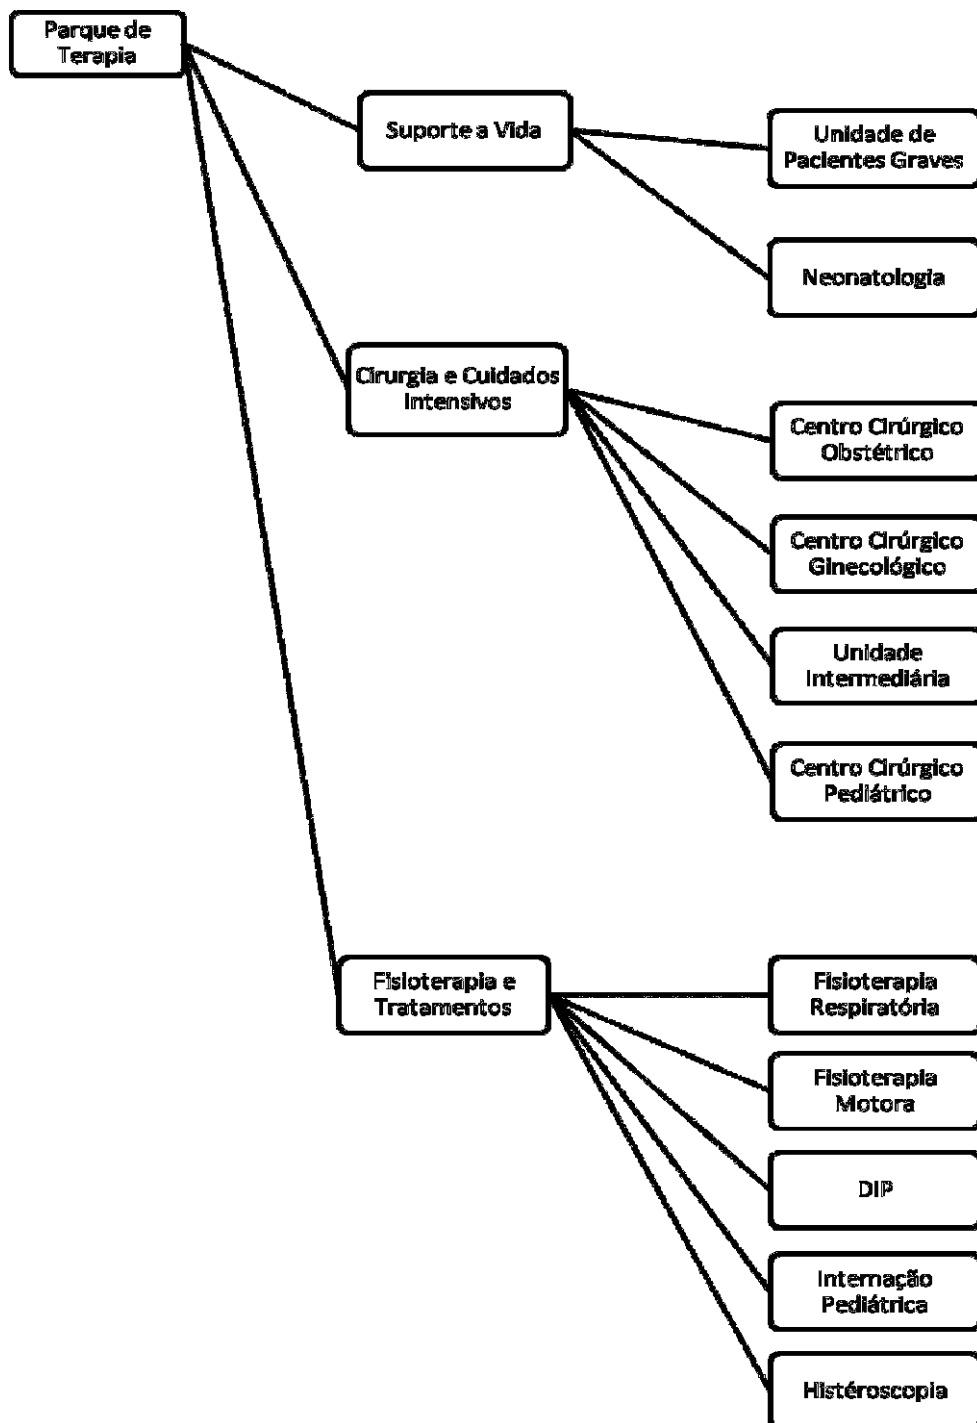 Parque de
Terapia
Suporte a Vida
Unidade de
Pacientes Graves
Neonatologia
Cirurgia e Cuidados
Intensivos
Centro Cirúrgico
Obstétrico
Centro Cirúrgico
Ginecológico
Unidade
Intermediária
Centro Cirúrgico
Pediátrico
Fisioterapia e
Tratamentos
Fisioterapia
Respiratória
Fisioterapia
Motora
DIP
Internação
Pediátrica
Histéroscopia